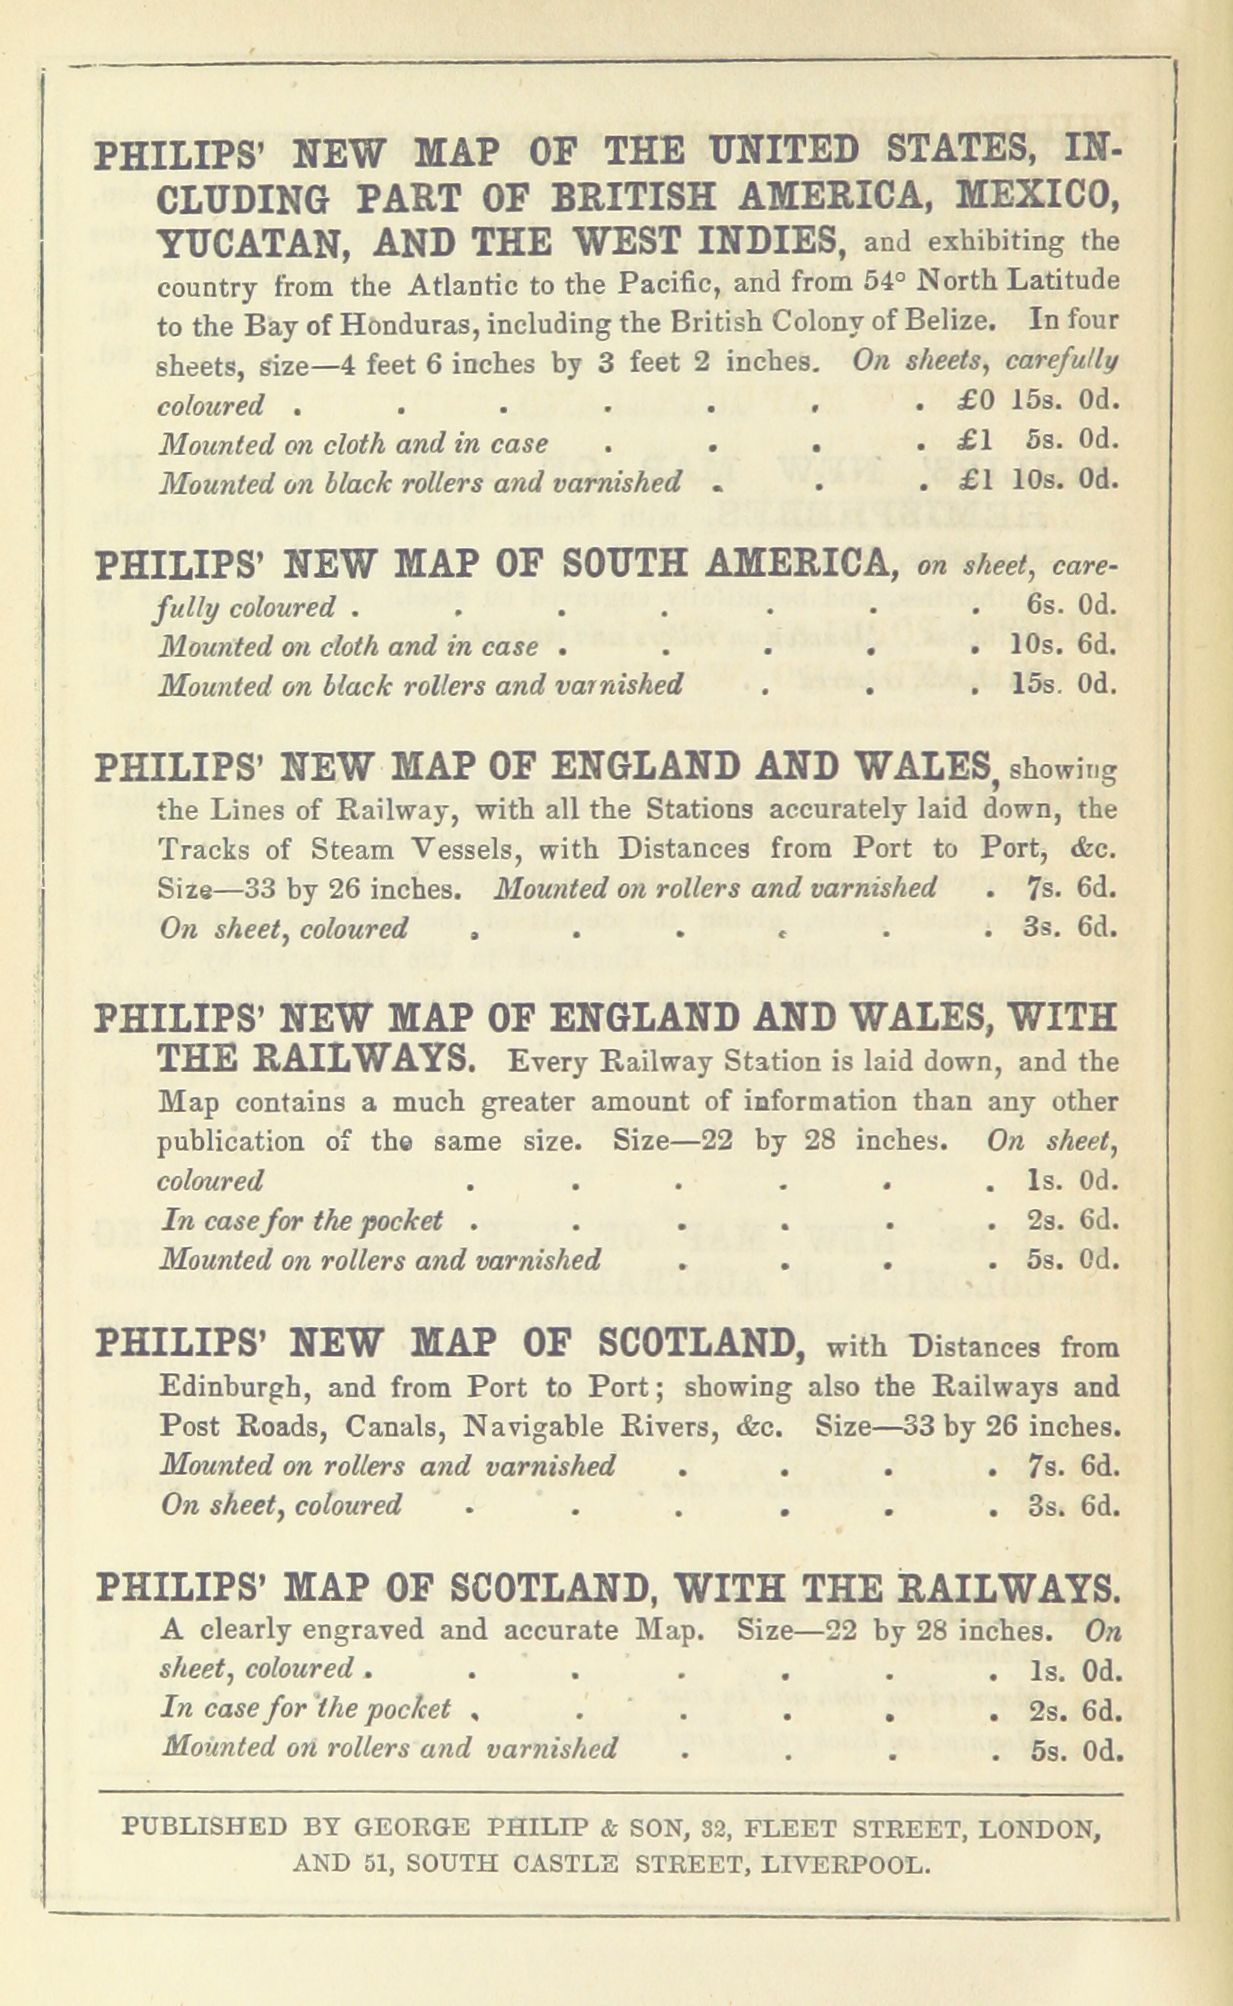 PHILIPS' NEW MAP OF THE UNITED STATES, IN-
CLUDING PART OF BRITISH AMERICA, MEXICO,
YUCATAN, AND THE WEST INDIES, and exhibiting the
country from the Atlantic to the Pacific, and from 54° North Latitude
to the Bay of Honduras, including the British Colony of Belize. In four
sheets, size—4 feet 6 inches by 3 feet 2 inches. On sheets, carefully
coloured . . . . . . . £0 15s. 0d.
Mounted on cloth and in case . . . . £1 5s. 0d.
Mounted on black rollers and varnished . . . £1 10s. 0d.
PHILIPS' NEW MAP OF SOUTH AMERICA, on sheet, care-
fully coloured . . . . . . . 6s. 0d.
Mounted on cloth and in case . . . . . 10s. 6d.
Mounted on black rollers and varnished . . . 15s. 0d.
PHILIPS' NEW MAP OF ENGLAND AND WALES, showing
the Lines of Railway, with all the Stations accurately laid down, the
Tracks of Steam Vessels, with Distances from Port to Port, &c.
Size—33 by 26 inches. Mounted on rollers and varnished . 7s. 6d.
On sheet, coloured . . . . . . 3s. 6d.
PHILIPS' NEW MAP OF ENGLAND AND WALES, WITH
THE RAILWAYS. Every Railway Station is laid down, and the
Map contains a much greater amount of information than any other
publication of the same size. Size—22 by 28 inches. On sheet,
coloured . . . . . . 1s. 0d.
In case for the pocket . . . . . . 2s. 6d.
Mounted on rollers and varnished . . . . 5s. 0d.
PHILIPS' NEW MAP OF SCOTLAND, with Distances from
Edinburgh, and from Port to Port; showing also the Railways and
Post Roads, Canals, Navigable Rivers, &c. Size—33 by 26 inches.
Mounted on rollers and varnished . . . . 7s. 6d.
On sheet, coloured . . . . . . 3s. 6d.
PHILIPS' MAP OF SCOTLAND, WITH THE RAILWAYS.
A clearly engraved and accurate Map. Size—22 by 28 inches. On
sheet, coloured . . . . . . . 1s. 0d.
In case for the pocket . . . . . . 2s. 6d.
Mounted on rollers and varnished . . . . 5s. 0d.
PUBLISHED BY GEORGE PHILIP & SON, 32, FLEET STREET, LONDON,
AND 51, SOUTH CASTLE STREET, LIVERPOOL.